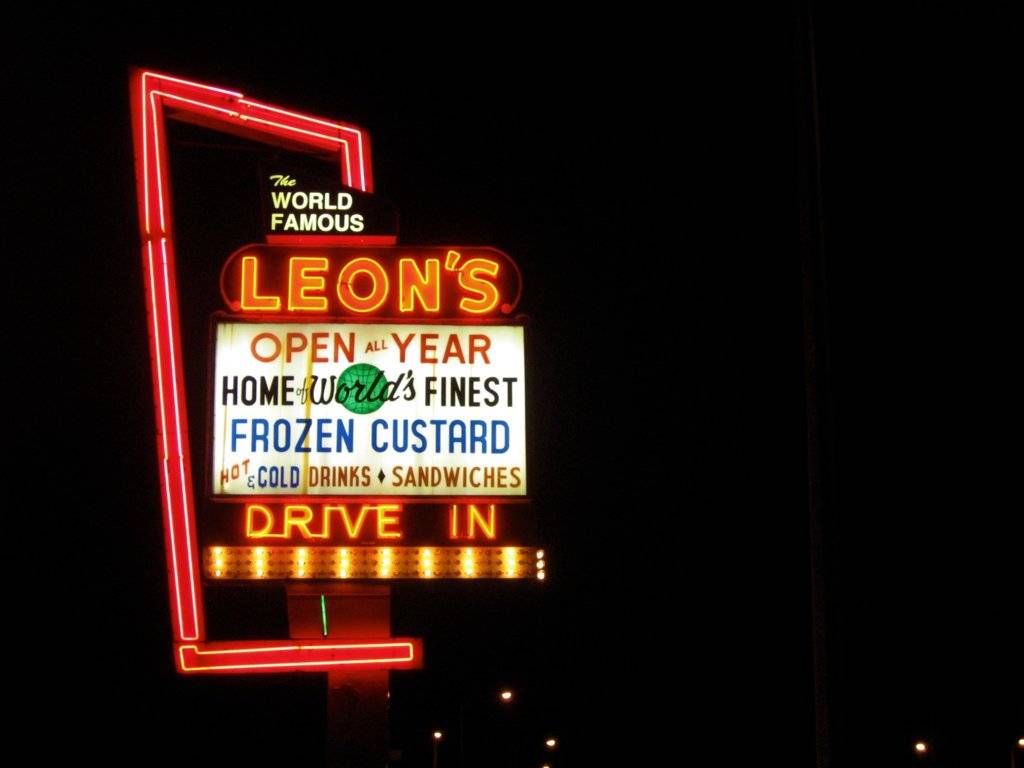 The
WORLD
FAMOUS
LEON'S
OPEN ALL YEAR
HOME of World's FINEST
FROZEN CUSTARD
HOT & COLD DRINKS ♦ SANDWICHES
DRIVE IN